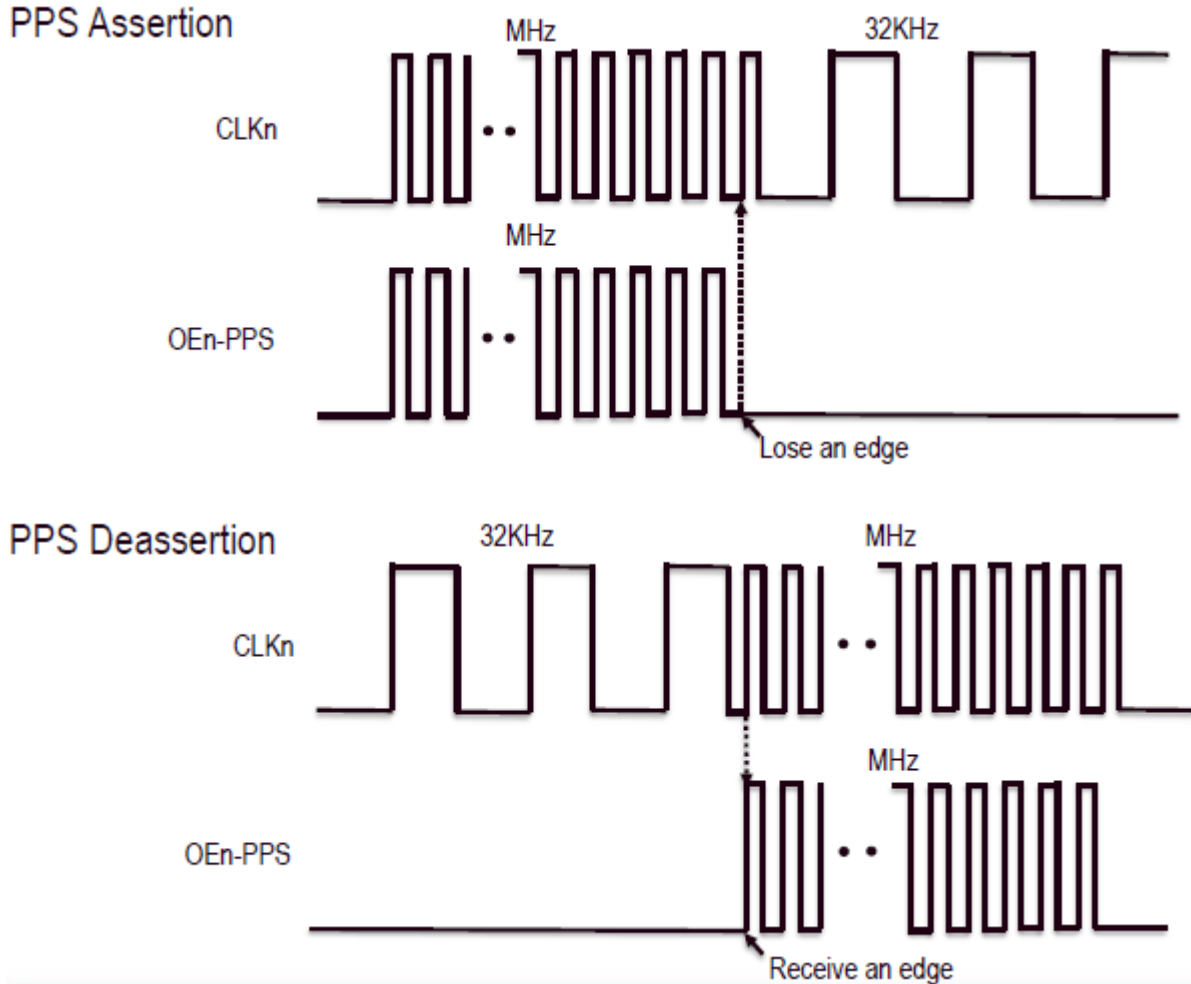 PPS Assertion
MHz
32KHz
CLKn
MHz
OEn-PPS
Lose an edge
PPS Deassertion
32KHz
MHz
CLKn
MHz
OEn-PPS
Receive an edge